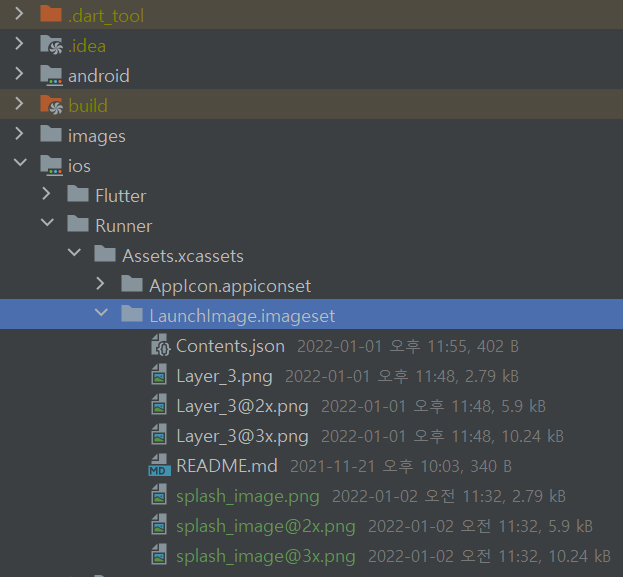 .dart_tool
.idea
android
build
images
ios
Flutter
Runner
Assets.xcassets
AppIcon.appiconset
LaunchImage.imageset
Contents.json 2022-01-01 오후 11:55, 402 B
Layer_3.png 2022-01-01 오후 11:48, 2.79 kB
Layer_3@2x.png 2022-01-01 오후 11:48, 5.9 kB
Layer_3@3x.png 2022-01-01 오후 11:48, 10.24 kB
MD README.md 2021-11-21 오후 10:03, 340 B
splash_image.png 2022-01-02 오전 11:32, 2.79 kB
splash_image@2x.png 2022-01-02 오전 11:32, 5.9 kB
splash_image@3x.png 2022-01-02 오전 11:32, 10.24 kB